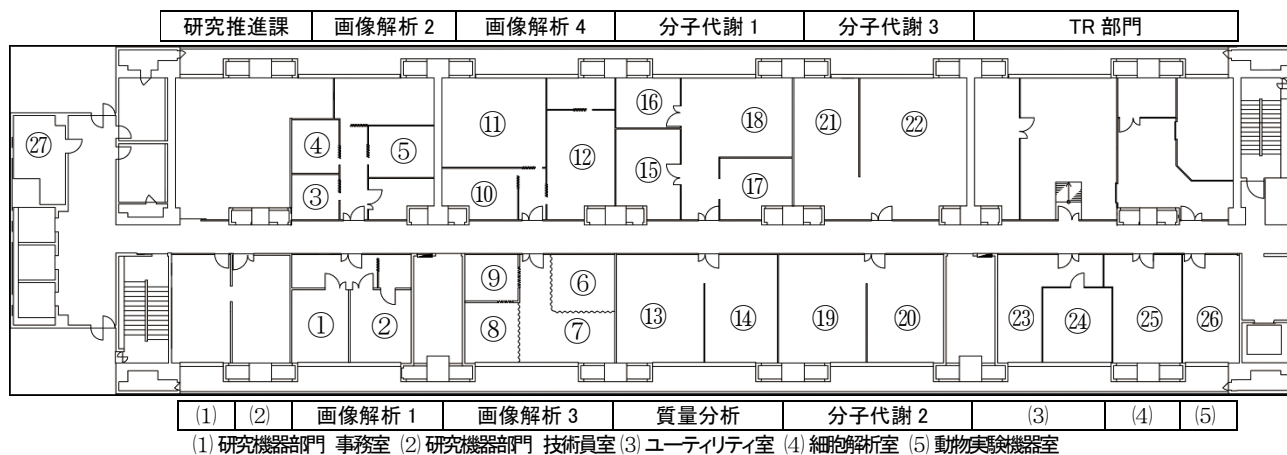 研究推進課 画像解析 2 画像解析 4 分子代謝 1 分子代謝 3 TR 部門
⑯
⑪ ⑱ ㉑ ㉒
㉗ ④ ⑤ ⑫
⑮
③ ⑩ ⑰
⑨ ⑥
① ② ⑧ ⑦ ⑬ ⑭ ⑲ ⑳ ㉓ ㉔ ㉕ ㉖
(1) (2) 画像解析 1 画像解析 3 質量分析 分子代謝 2 (3) (4) (5)
(1) 研究機器部門 事務室 (2) 研究機器部門 技術員室 (3) ユーティリティ室 (4) 細胞解析室 (5) 動物実験機器室